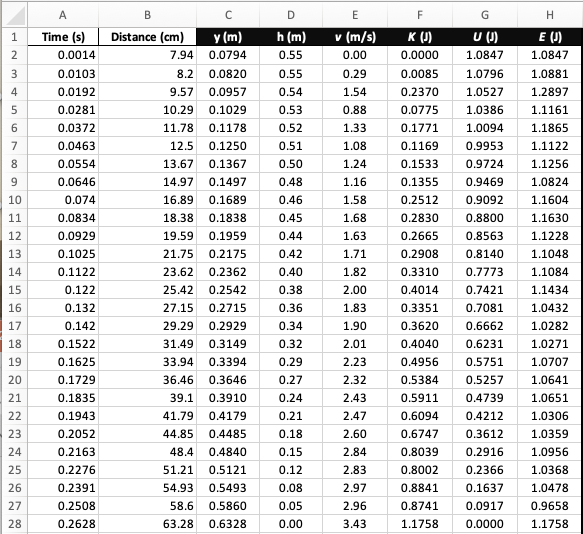 A B C D E F G H
1 Time (s) Distance (cm) y (m) h (m) v (m/s) K (J) U (J) E (J)
2 0.0014 7.94 0.0794 0.55 0.00 0.0000 1.0847 1.0847
3 0.0103 8.2 0.0820 0.55 0.29 0.0085 1.0796 1.0881
4 0.0192 9.57 0.0957 0.54 1.54 0.2370 1.0527 1.2897
5 0.0281 10.29 0.1029 0.53 0.88 0.0775 1.0386 1.1161
6 0.0372 11.78 0.1178 0.52 1.33 0.1771 1.0094 1.1865
7 0.0463 12.5 0.1250 0.51 1.08 0.1169 0.9953 1.1122
8 0.0554 13.67 0.1367 0.50 1.24 0.1533 0.9724 1.1256
9 0.0646 14.97 0.1497 0.48 1.16 0.1355 0.9469 1.0824
10 0.074 16.89 0.1689 0.46 1.58 0.2512 0.9092 1.1604
11 0.0834 18.38 0.1838 0.45 1.68 0.2830 0.8800 1.1630
12 0.0929 19.59 0.1959 0.44 1.63 0.2665 0.8563 1.1228
13 0.1025 21.75 0.2175 0.42 1.71 0.2908 0.8140 1.1048
14 0.1122 23.62 0.2362 0.40 1.82 0.3310 0.7773 1.1084
15 0.122 25.42 0.2542 0.38 2.00 0.4014 0.7421 1.1434
16 0.132 27.15 0.2715 0.36 1.83 0.3351 0.7081 1.0432
17 0.142 29.29 0.2929 0.34 1.90 0.3620 0.6662 1.0282
18 0.1522 31.49 0.3149 0.32 2.01 0.4040 0.6231 1.0271
19 0.1625 33.94 0.3394 0.29 2.23 0.4956 0.5751 1.0707
20 0.1729 36.46 0.3646 0.27 2.32 0.5384 0.5257 1.0641
21 0.1835 39.1 0.3910 0.24 2.43 0.5911 0.4739 1.0651
22 0.1943 41.79 0.4179 0.21 2.47 0.6094 0.4212 1.0306
23 0.2052 44.85 0.4485 0.18 2.60 0.6747 0.3612 1.0359
24 0.2163 48.4 0.4840 0.15 2.84 0.8039 0.2916 1.0956
25 0.2276 51.21 0.5121 0.12 2.83 0.8002 0.2366 1.0368
26 0.2391 54.93 0.5493 0.08 2.97 0.8841 0.1637 1.0478
27 0.2508 58.6 0.5860 0.05 2.96 0.8741 0.0917 0.9658
28 0.2628 63.28 0.6328 0.00 3.43 1.1758 0.0000 1.1758